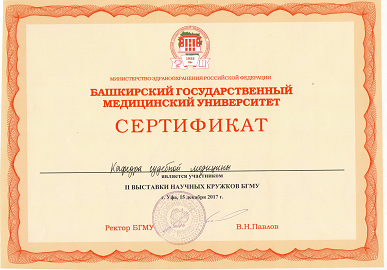 МИНИСТЕРСТВО ЗДРАВООХРАНЕНИЯ РОССИЙСКОЙ ФЕДЕРАЦИИ
БАШКИРСКИЙ ГОСУДАРСТВЕННЫЙ
МЕДИЦИНСКИЙ УНИВЕРСИТЕТ
СЕРТИФИКАТ
Кафедра судебной медицины
является участником
II ВЫСТАВКИ НАУЧНЫХ КРУЖКОВ БГМУ
г. Уфа, 15 декабря 2017 г.
Ректор БГМУ В.Н.Павлов